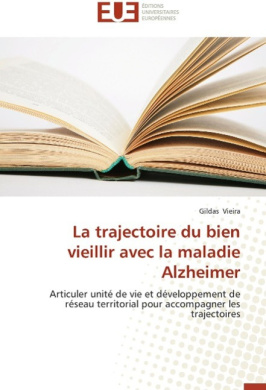 EUE
ÉDITIONS
UNIVERSITAIRES
EUROPÉENNES
Gildas Vieira
La trajectoire du bien
vieillir avec la maladie
Alzheimer
Articuler unité de vie et développement de
réseau territorial pour accompagner les
trajectoires